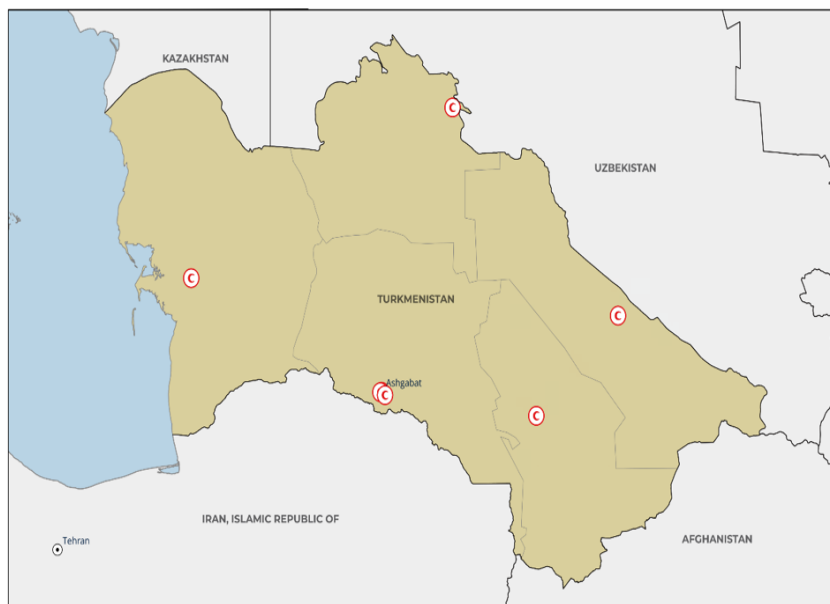 KAZAKHSTAN
C
UZBEKISTAN
C
TURKMENISTAN
C
Ashgabat
C
C
C
IRAN, ISLAMIC REPUBLIC OF
AFGHANISTAN
Tehran